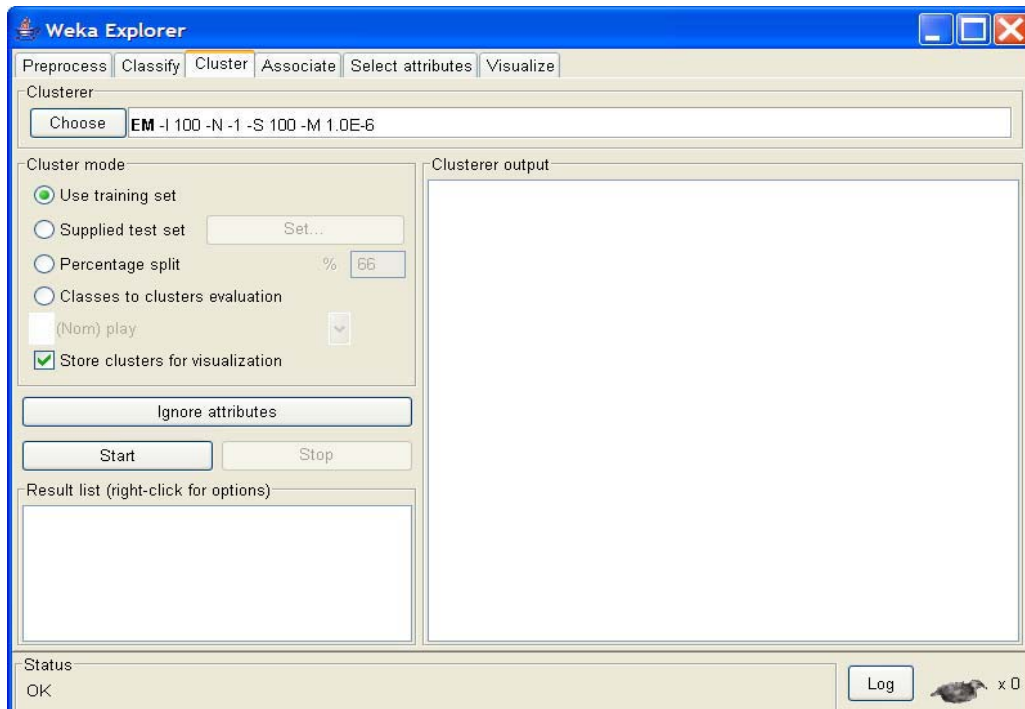 Weka Explorer
Preprocess Classify Cluster Associate Select attributes Visualize
Clusterer
Choose EM -I 100 -N -1 -S 100 -M 1.0E-6
Cluster mode
Use training set
Supplied test set Set...
Percentage split % 66
Classes to clusters evaluation
(Nom) play
Store clusters for visualization
Ignore attributes
Start Stop
Result list (right-click for options)
Clusterer output
Status
OK
Log x 0